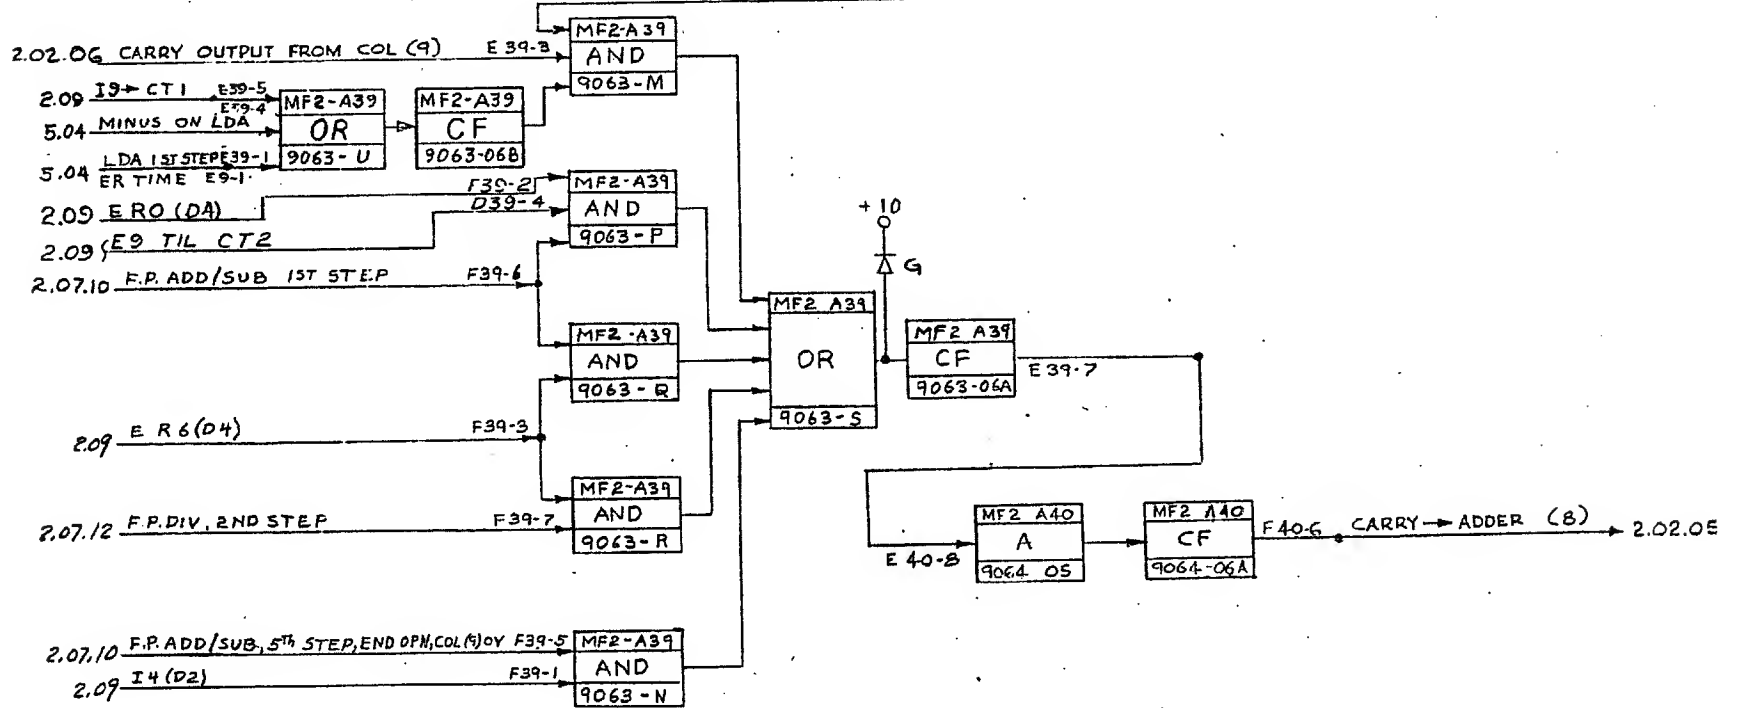 MF2-A39
2.02.06 CARRY OUTPUT FROM COL (9) E 39-3
AND
9063-M
2.09 I9→CT1 E39-5
E39-4
5.04 MINUS ON LDA
MF2-A39
OR
9063-U
MF2-A39
CF
9063-06B
5.04 LDA 1ST STEP E39-1
ER TIME E9-1
F39-2
2.09 E R0 (D4)
D39-4
2.09 E9 TIL CT2
MF2-A39
AND
9063-P
2.07.10 F.P. ADD/SUB 1ST STEP F39-6
+10
G
MF2-A39
AND
9063-Q
MF2 A39
OR
9063-S
MF2 A39
CF
9063-06A
E39-7
2.09 E R6(D4) F39-3
MF2-A39
AND
9063-R
2.07.12 F.P. DIV, 2ND STEP F39-7
E 40-8
MF2 A40
A
9064 05
MF2 A40
CF
9064-06A
F40-6 CARRY→ADDER (8) 2.02.05
2.07.10 F.P. ADD/SUB, 5Th STEP, END OPN, COL(9) OV F39-5
2.09 I4(D2) F39-1
MF2-A39
AND
9063-N